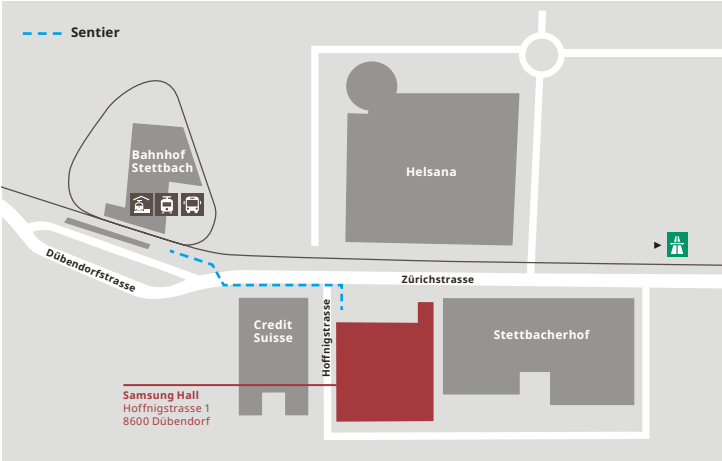 Sentier
Bahnhof
Stettbach
Helsana
Dübendorfstrasse
Zürichstrasse
Hoffnigstrasse
Credit
Suisse
Stettbacherhof
Samsung Hall
Hoffnigstrasse 1
8600 Dübendorf